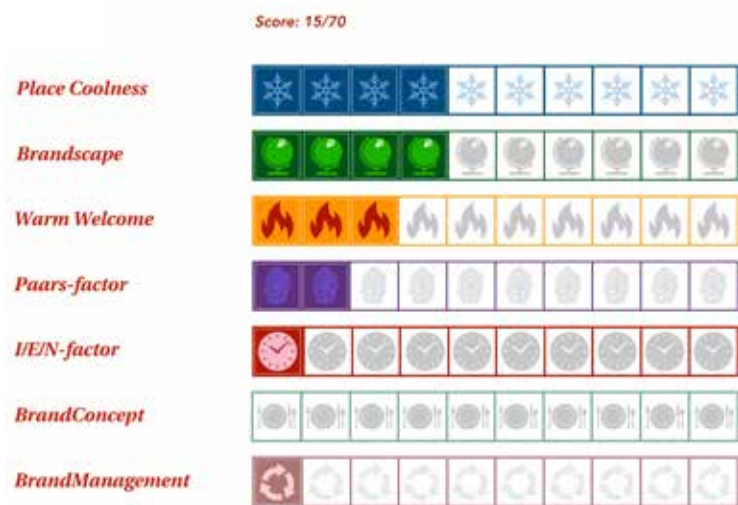 Score: 15/70
Place Coolness
Brandscape
Warm Welcome
Paars-factor
I/E/N-factor
BrandConcept
BrandManagement